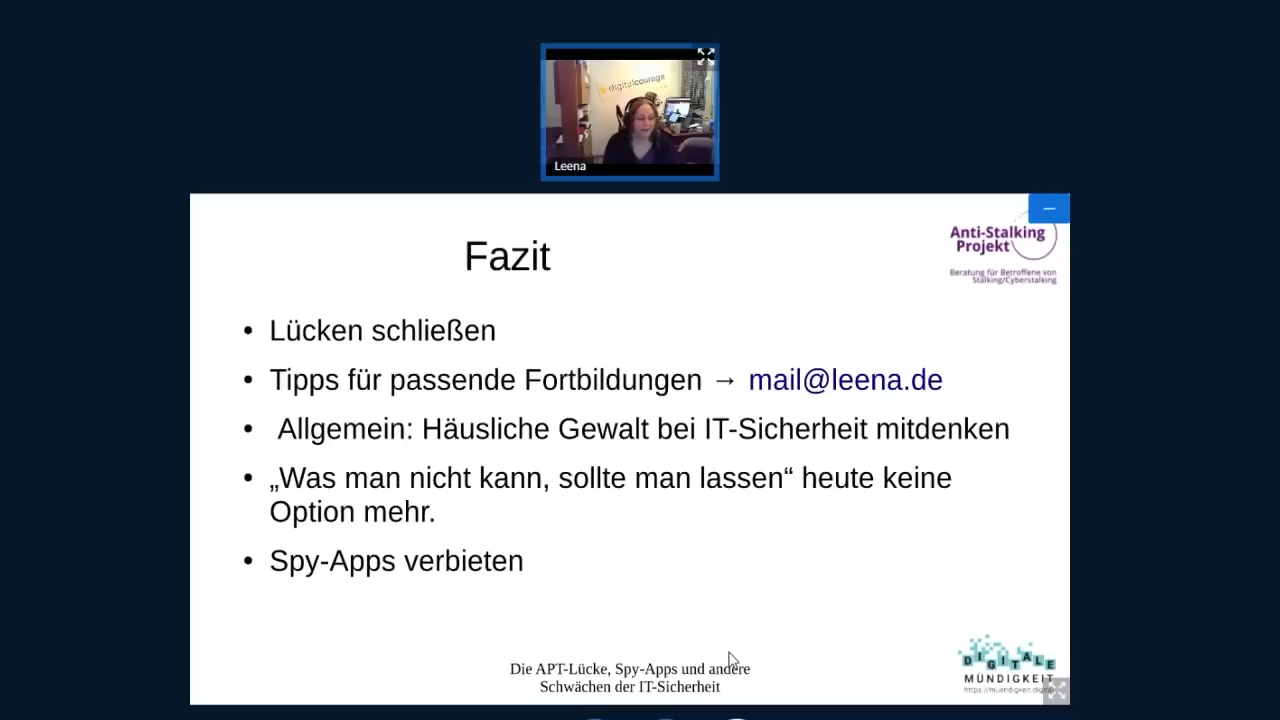 digitalcourage
Leena
Anti-Stalking
Projekt
Beratung für Betroffene von
Stalking/Cyberstalking
Fazit
• Lücken schließen
• Tipps für passende Fortbildungen → mail@leena.de
• Allgemein: Häusliche Gewalt bei IT-Sicherheit mitdenken
• „Was man nicht kann, sollte man lassen“ heute keine
Option mehr.
• Spy-Apps verbieten
Die APT-Lücke, Spy-Apps und andere
Schwächen der IT-Sicherheit
DIGITALE
MÜNDIGKEIT